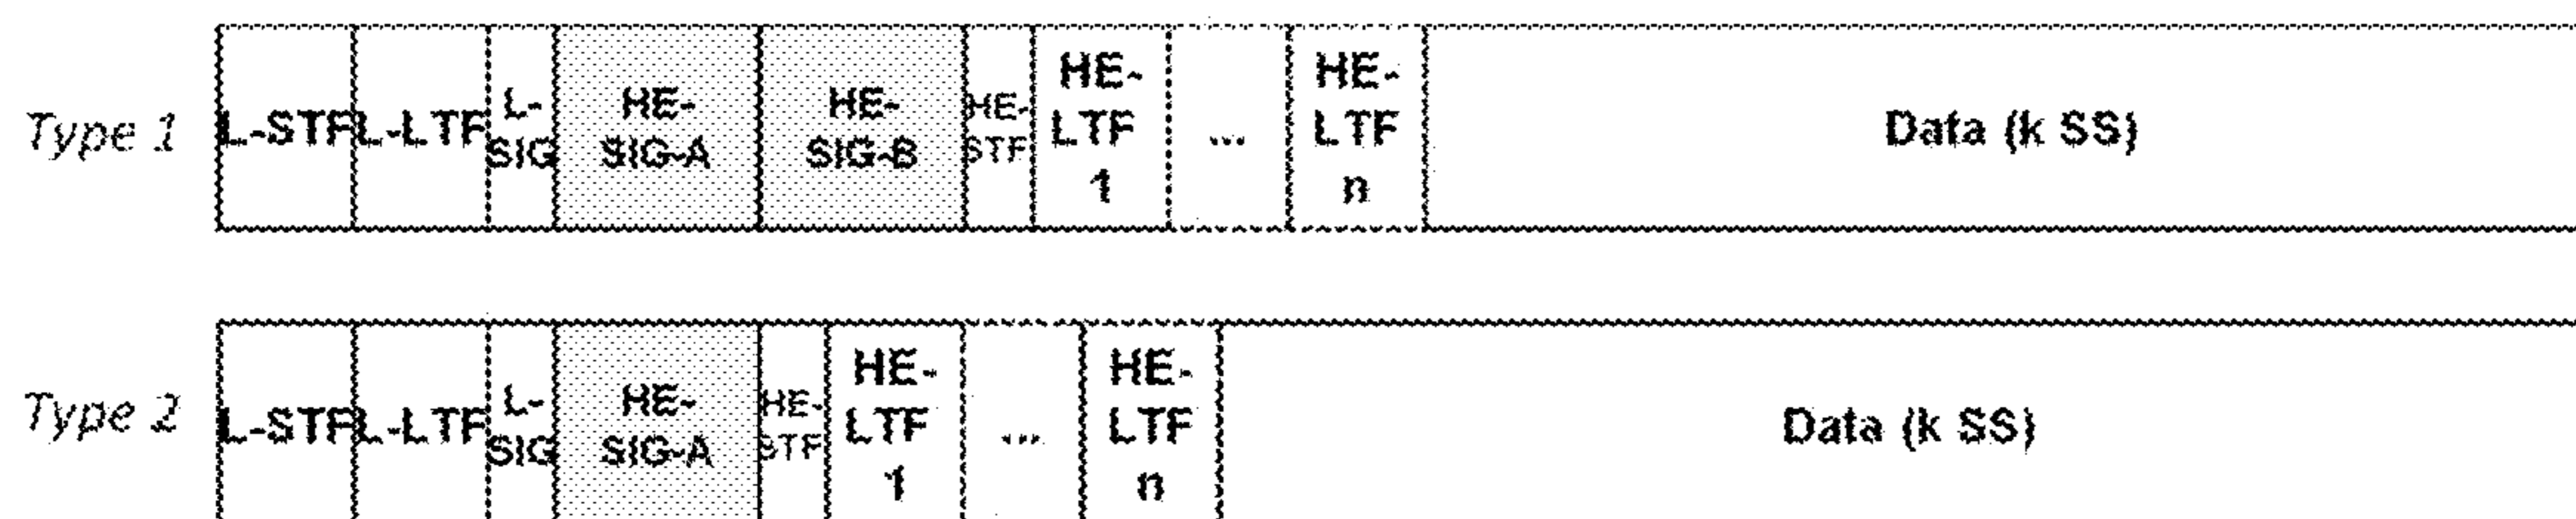 Type 1 L-STF L-LTF L-SIG HE-SIG-A HE-SIG-B HE-STF HE-LTF 1 ... HE-LTF n Data (k SS)
Type 2 L-STF L-LTF L-SIG HE-SIG-A HE-STF HE-LTF 1 ... HE-LTF n Data (k SS)